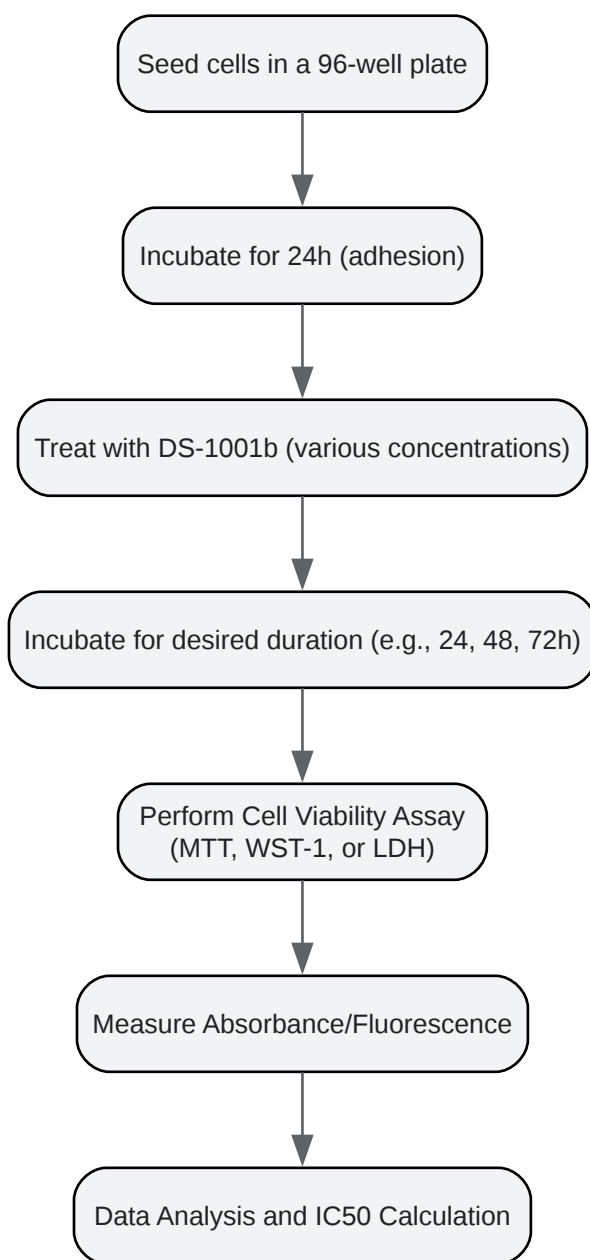 Seed cells in a 96-well plate
Incubate for 24h (adhesion)
Treat with DS-1001b (various concentrations)
Incubate for desired duration (e.g., 24, 48, 72h)
Perform Cell Viability Assay
(MTT, WST-1, or LDH)
Measure Absorbance/Fluorescence
Data Analysis and IC50 Calculation